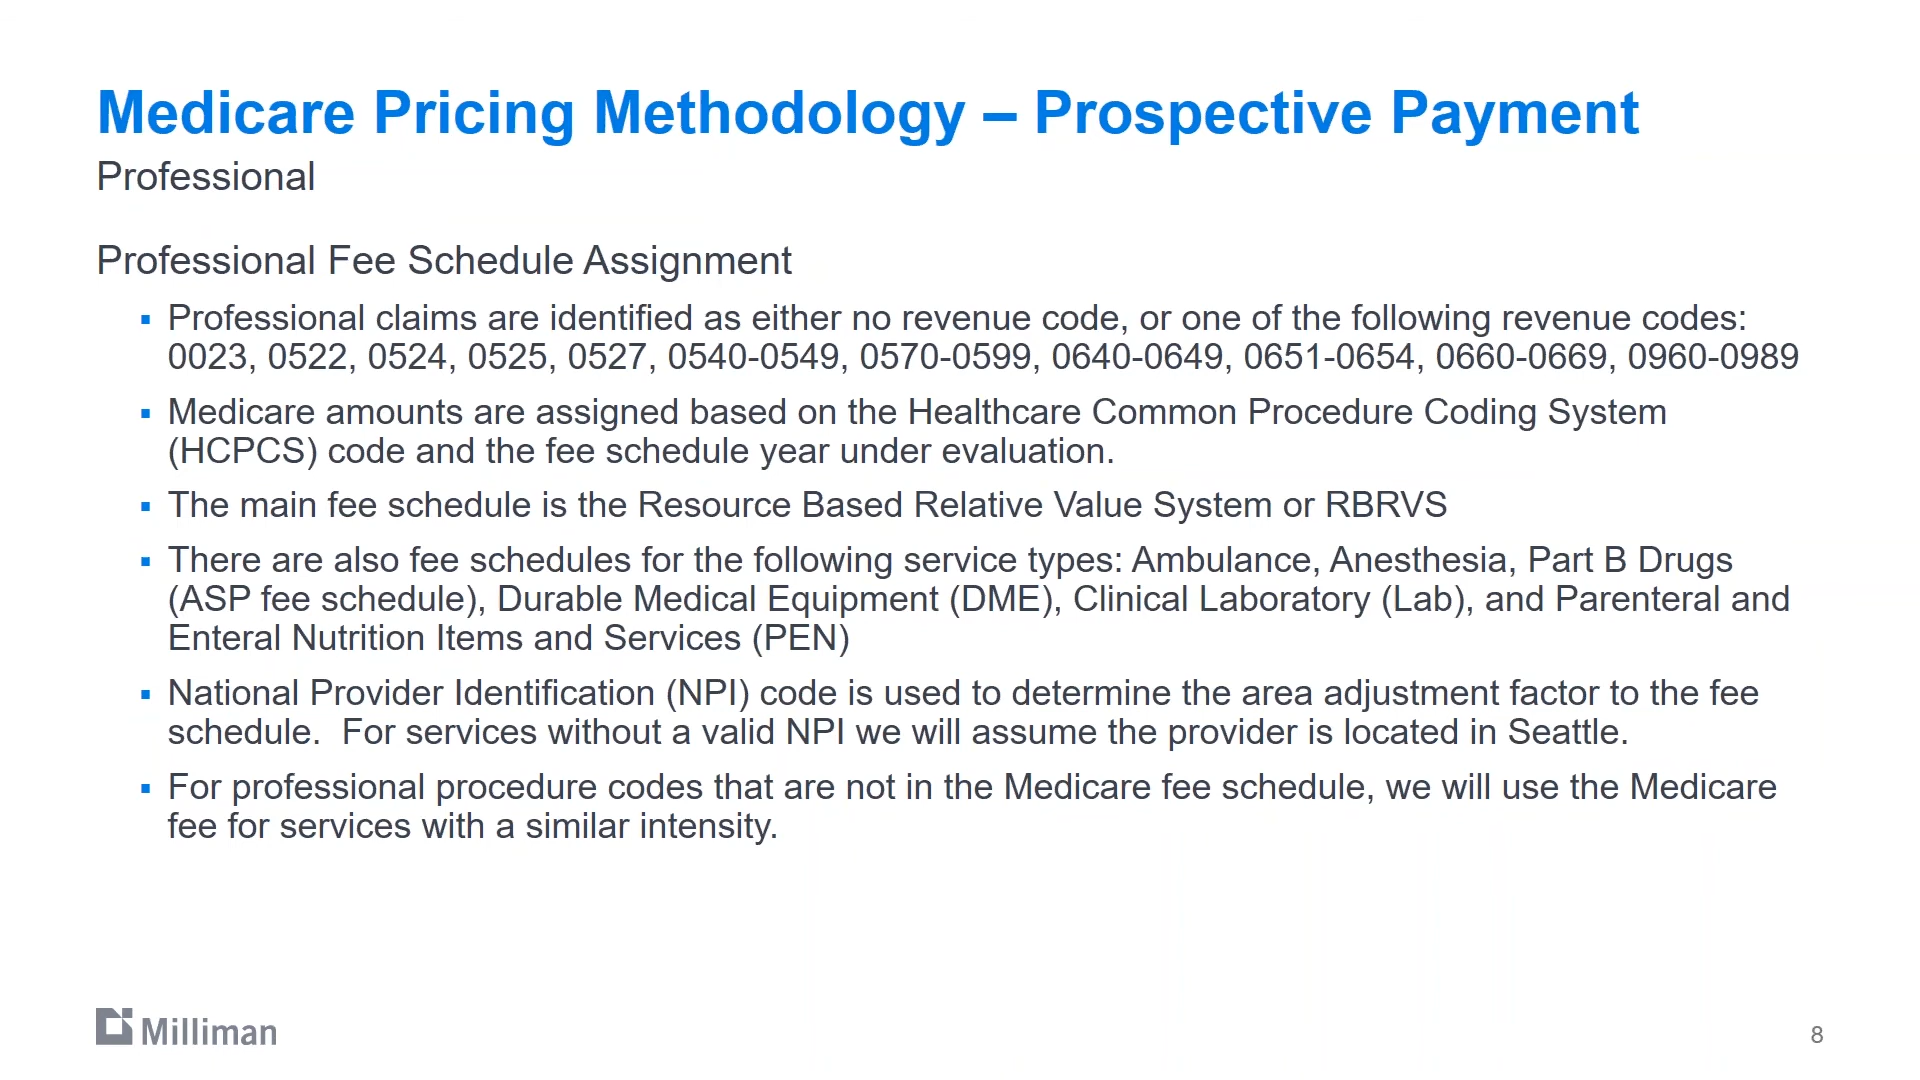 Medicare Pricing Methodology – Prospective Payment
Professional
Professional Fee Schedule Assignment
▪ Professional claims are identified as either no revenue code, or one of the following revenue codes:
0023, 0522, 0524, 0525, 0527, 0540-0549, 0570-0599, 0640-0649, 0651-0654, 0660-0669, 0960-0989
▪ Medicare amounts are assigned based on the Healthcare Common Procedure Coding System
(HCPCS) code and the fee schedule year under evaluation.
▪ The main fee schedule is the Resource Based Relative Value System or RBRVS
▪ There are also fee schedules for the following service types: Ambulance, Anesthesia, Part B Drugs
(ASP fee schedule), Durable Medical Equipment (DME), Clinical Laboratory (Lab), and Parenteral and
Enteral Nutrition Items and Services (PEN)
▪ National Provider Identification (NPI) code is used to determine the area adjustment factor to the fee
schedule.  For services without a valid NPI we will assume the provider is located in Seattle.
▪ For professional procedure codes that are not in the Medicare fee schedule, we will use the Medicare
fee for services with a similar intensity.
Milliman
8